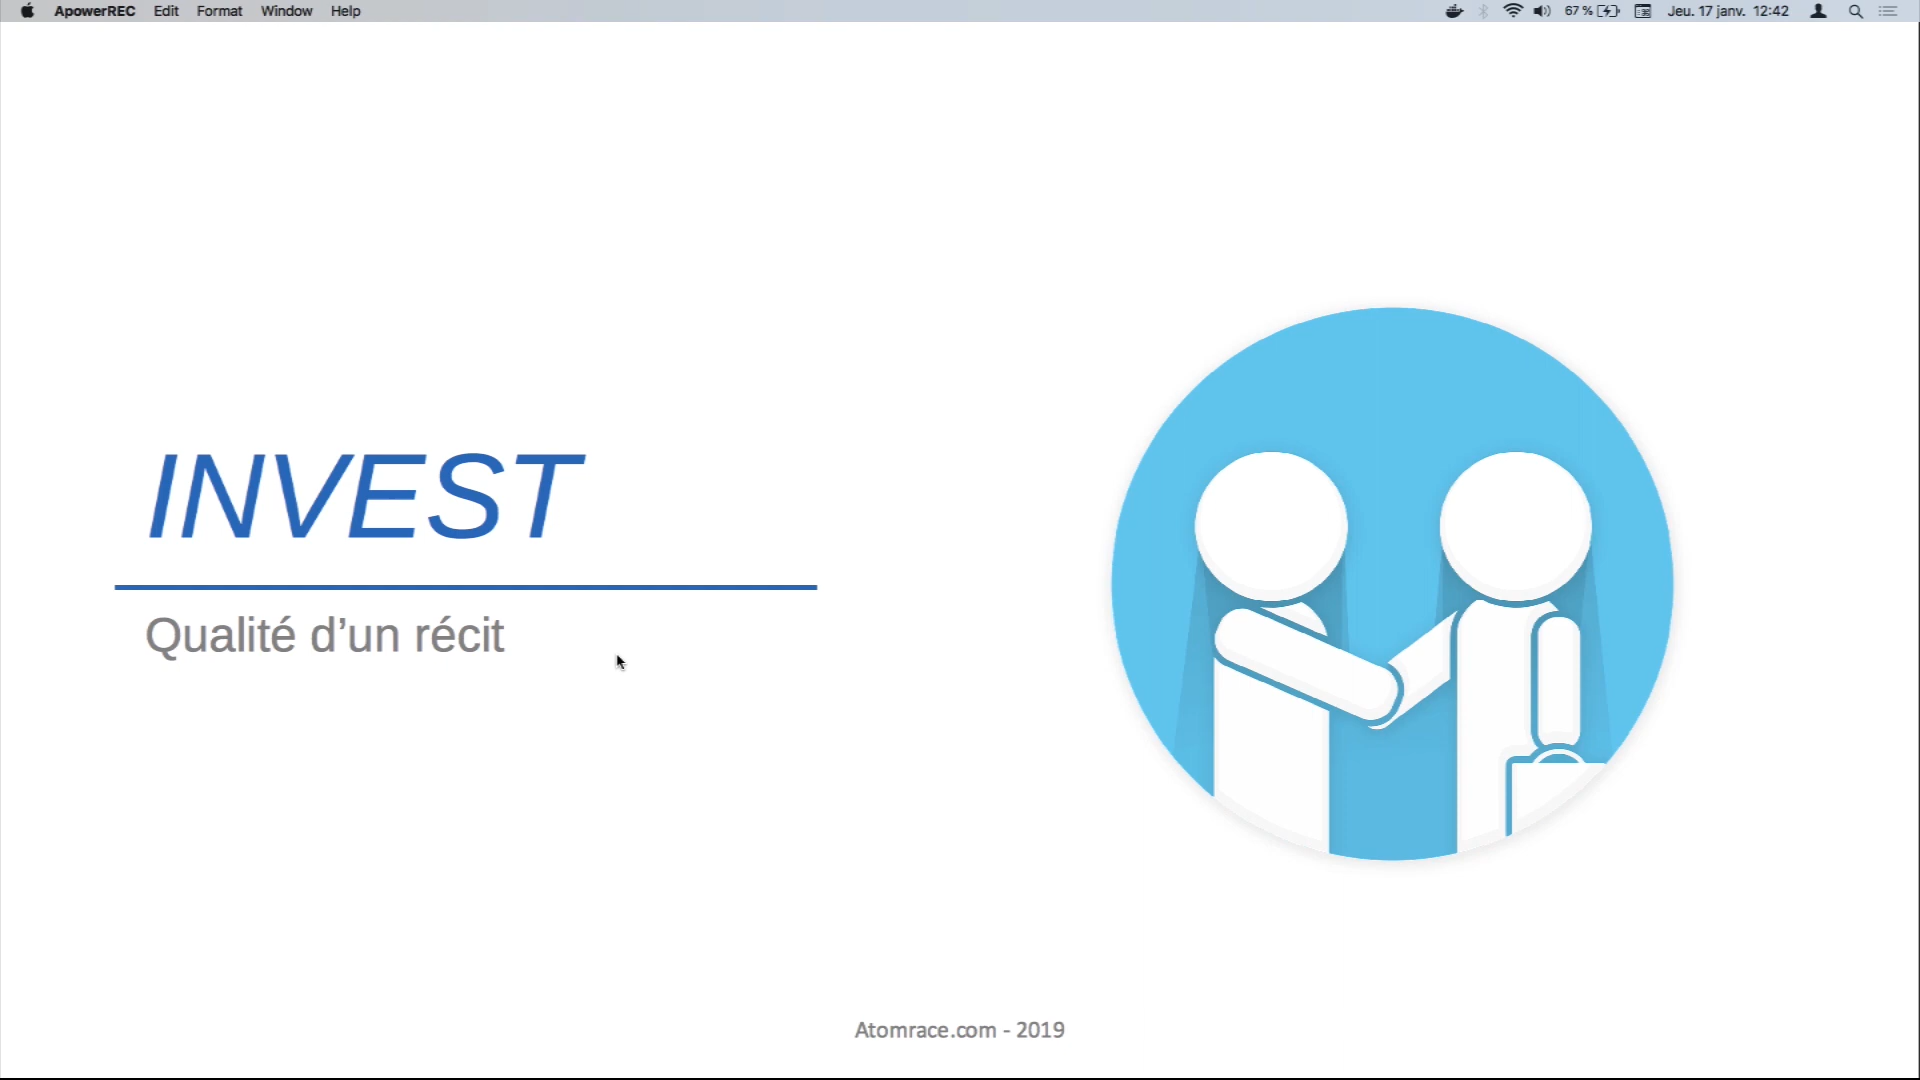 ApowerREC Edit Format Window Help 67 % Jeu. 17 janv. 12:42
INVEST
Qualité d’un récit
Atomrace.com - 2019